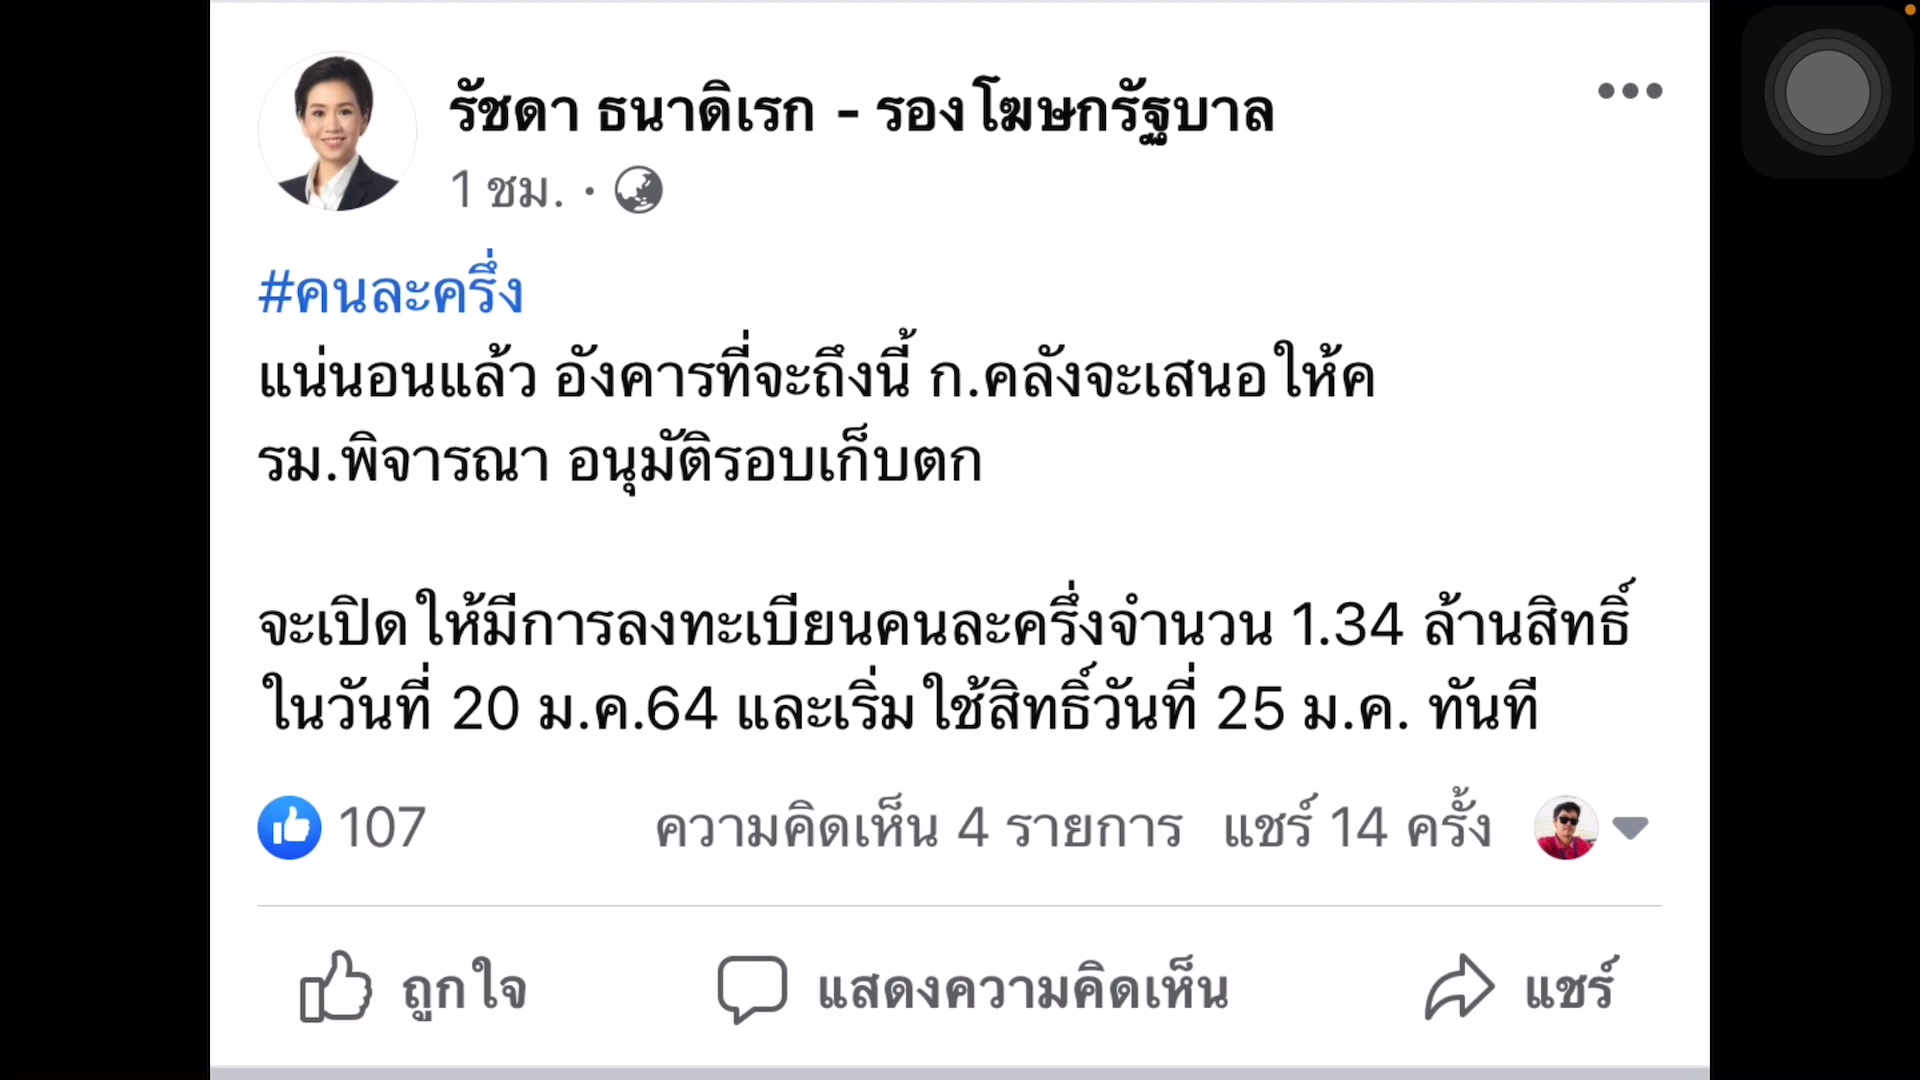 รัชดา ธนาดิเรก - รองโฆษกรัฐบาล
1 ชม. ·
#คนละครึ่ง
แน่นอนแล้ว อังคารที่จะถึงนี้ ก.คลังจะเสนอให้ค
รม.พิจารณา อนุมัติรอบเก็บตก
จะเปิดให้มีการลงทะเบียนคนละครึ่งจำนวน 1.34 ล้านสิทธิ์
ในวันที่ 20 ม.ค.64 และเริ่มใช้สิทธิ์วันที่ 25 ม.ค. ทันที
107 ความคิดเห็น 4 รายการ แชร์ 14 ครั้ง
ถูกใจ แสดงความคิดเห็น แชร์